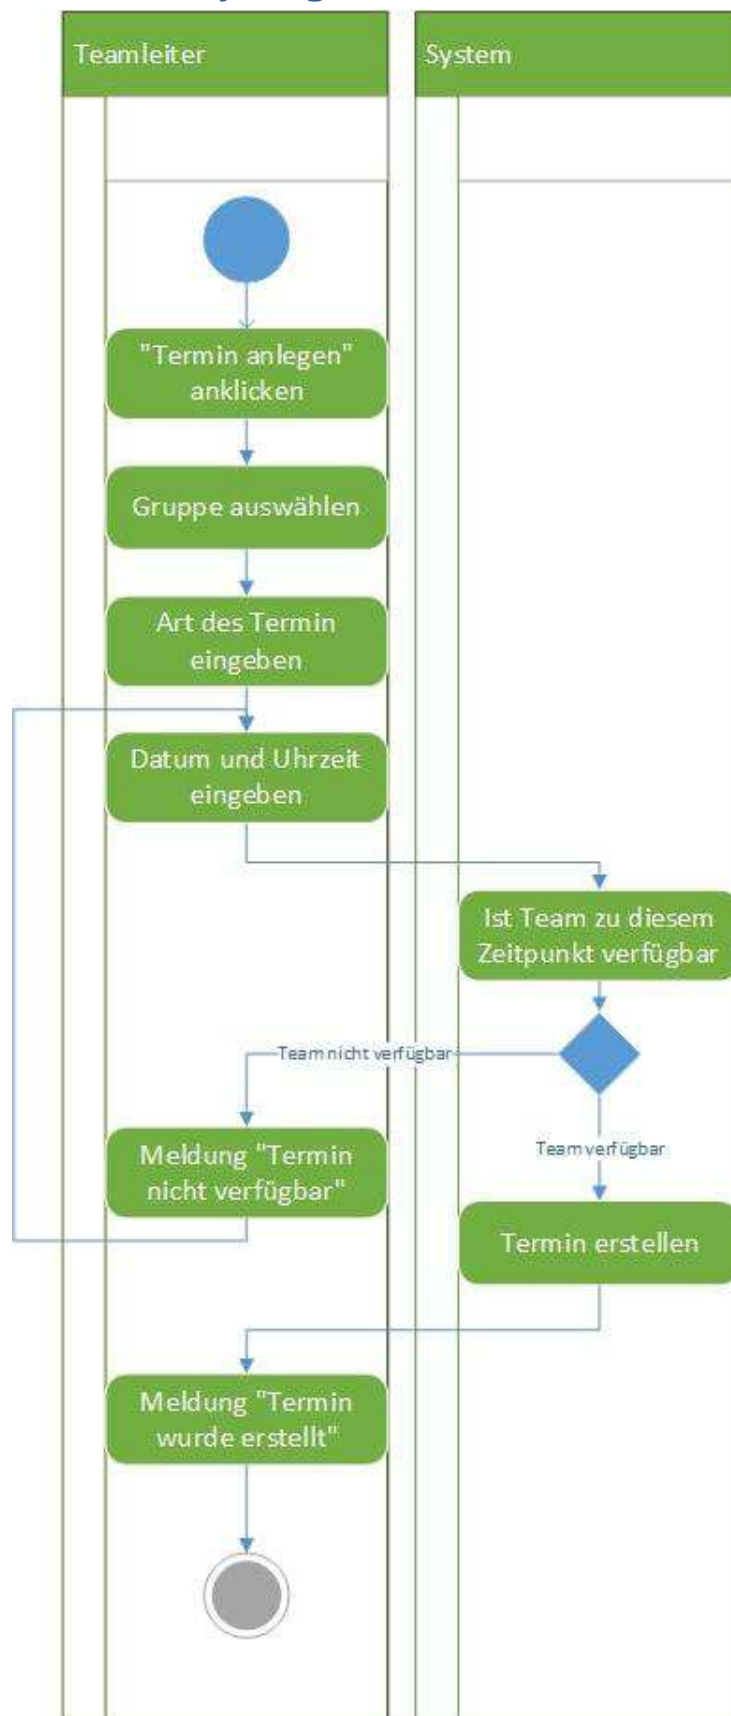 Teamleiter
System
"Termin anlegen"
anklicken
Gruppe auswählen
Art des Termin
eingeben
Datum und Uhrzeit
eingeben
Ist Team zu diesem
Zeitpunkt verfügbar
Team nicht verfügbar
Team verfügbar
Meldung "Termin
nicht verfügbar"
Termin erstellen
Meldung "Termin
wurde erstellt"